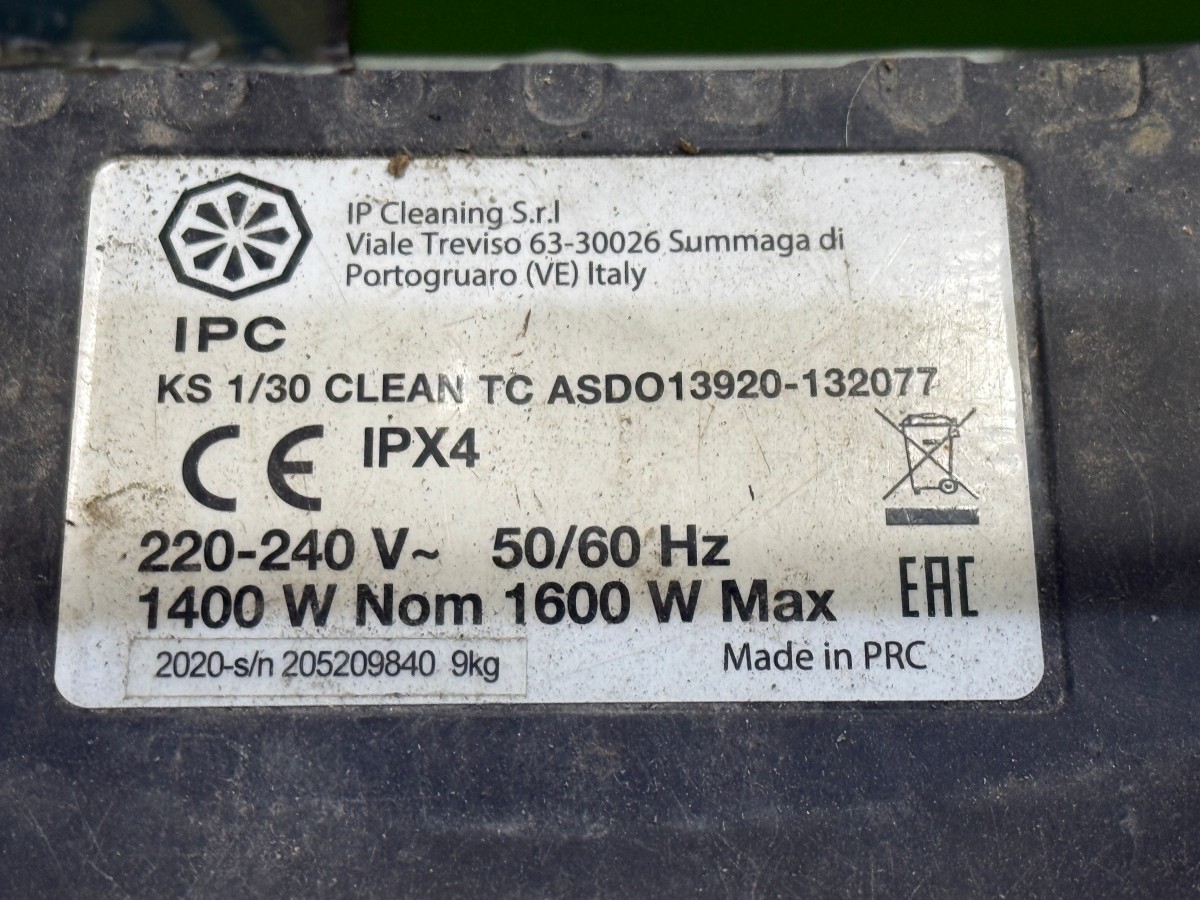 IP Cleaning S.r.l
Viale Treviso 63-30026 Summaga di
Portogruaro (VE) Italy
IPC
KS 1/30 CLEAN TC ASDO13920-132077
CE IPX4
220-240 V~ 50/60 Hz
1400 W Nom 1600 W Max
EAC
2020-s/n 205209840 9kg
Made in PRC